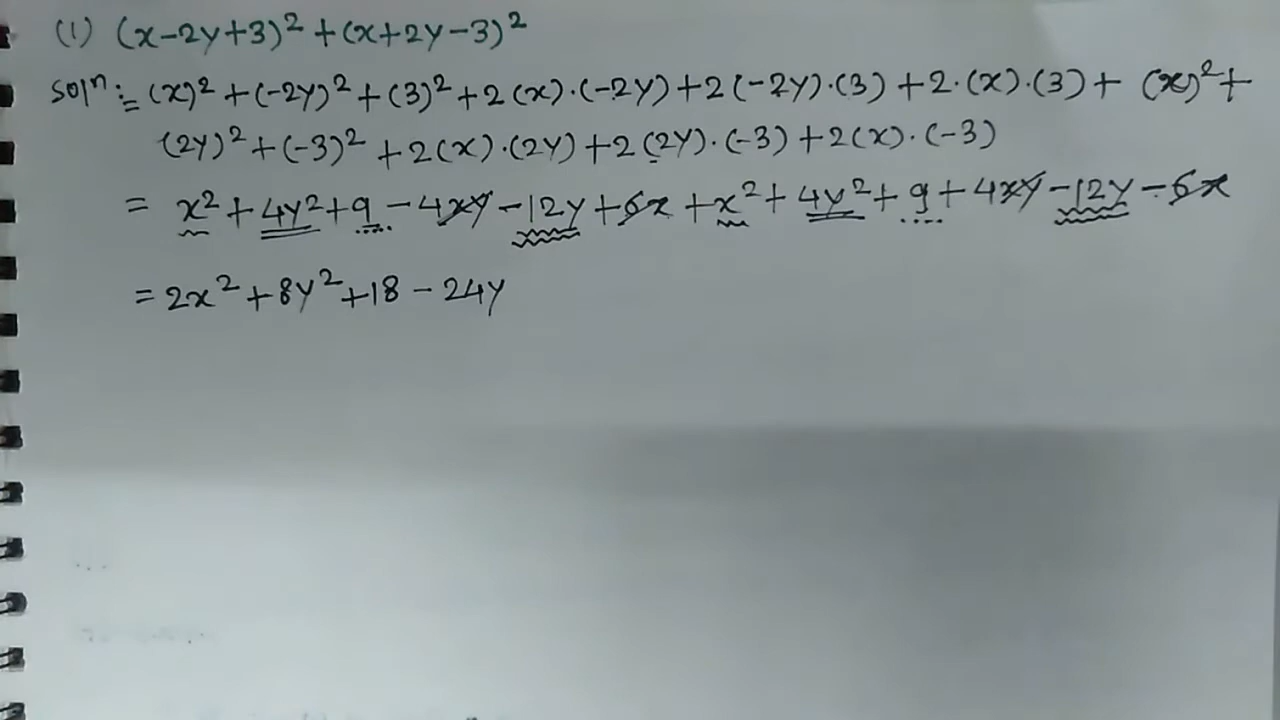 (1) (x-2y+3)² + (x+2y-3)²
Solⁿ:= (x)² + (-2y)² + (3)² + 2(x)·(-2y) + 2(-2y)·(3) + 2·(x)·(3) + (x)² +
(2y)² + (-3)² + 2(x)·(2y) + 2(2y)·(-3) + 2(x)·(-3)
= x² + 4y² + 9 - 4xy - 12y + 6x + x² + 4y² + 9 + 4xy - 12y - 6x
= 2x² + 8y² + 18 - 24y